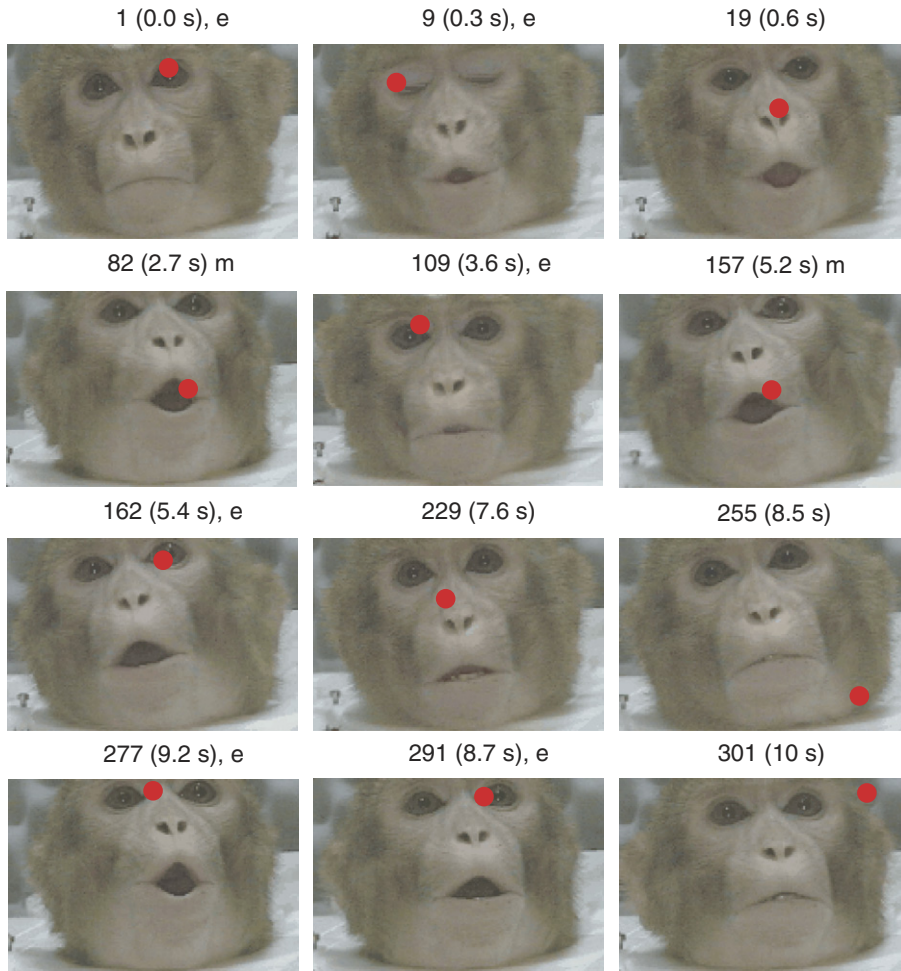 1 (0.0 s), e
9 (0.3 s), e
19 (0.6 s)
82 (2.7 s) m
109 (3.6 s), e
157 (5.2 s) m
162 (5.4 s), e
229 (7.6 s)
255 (8.5 s)
277 (9.2 s), e
291 (8.7 s), e
301 (10 s)